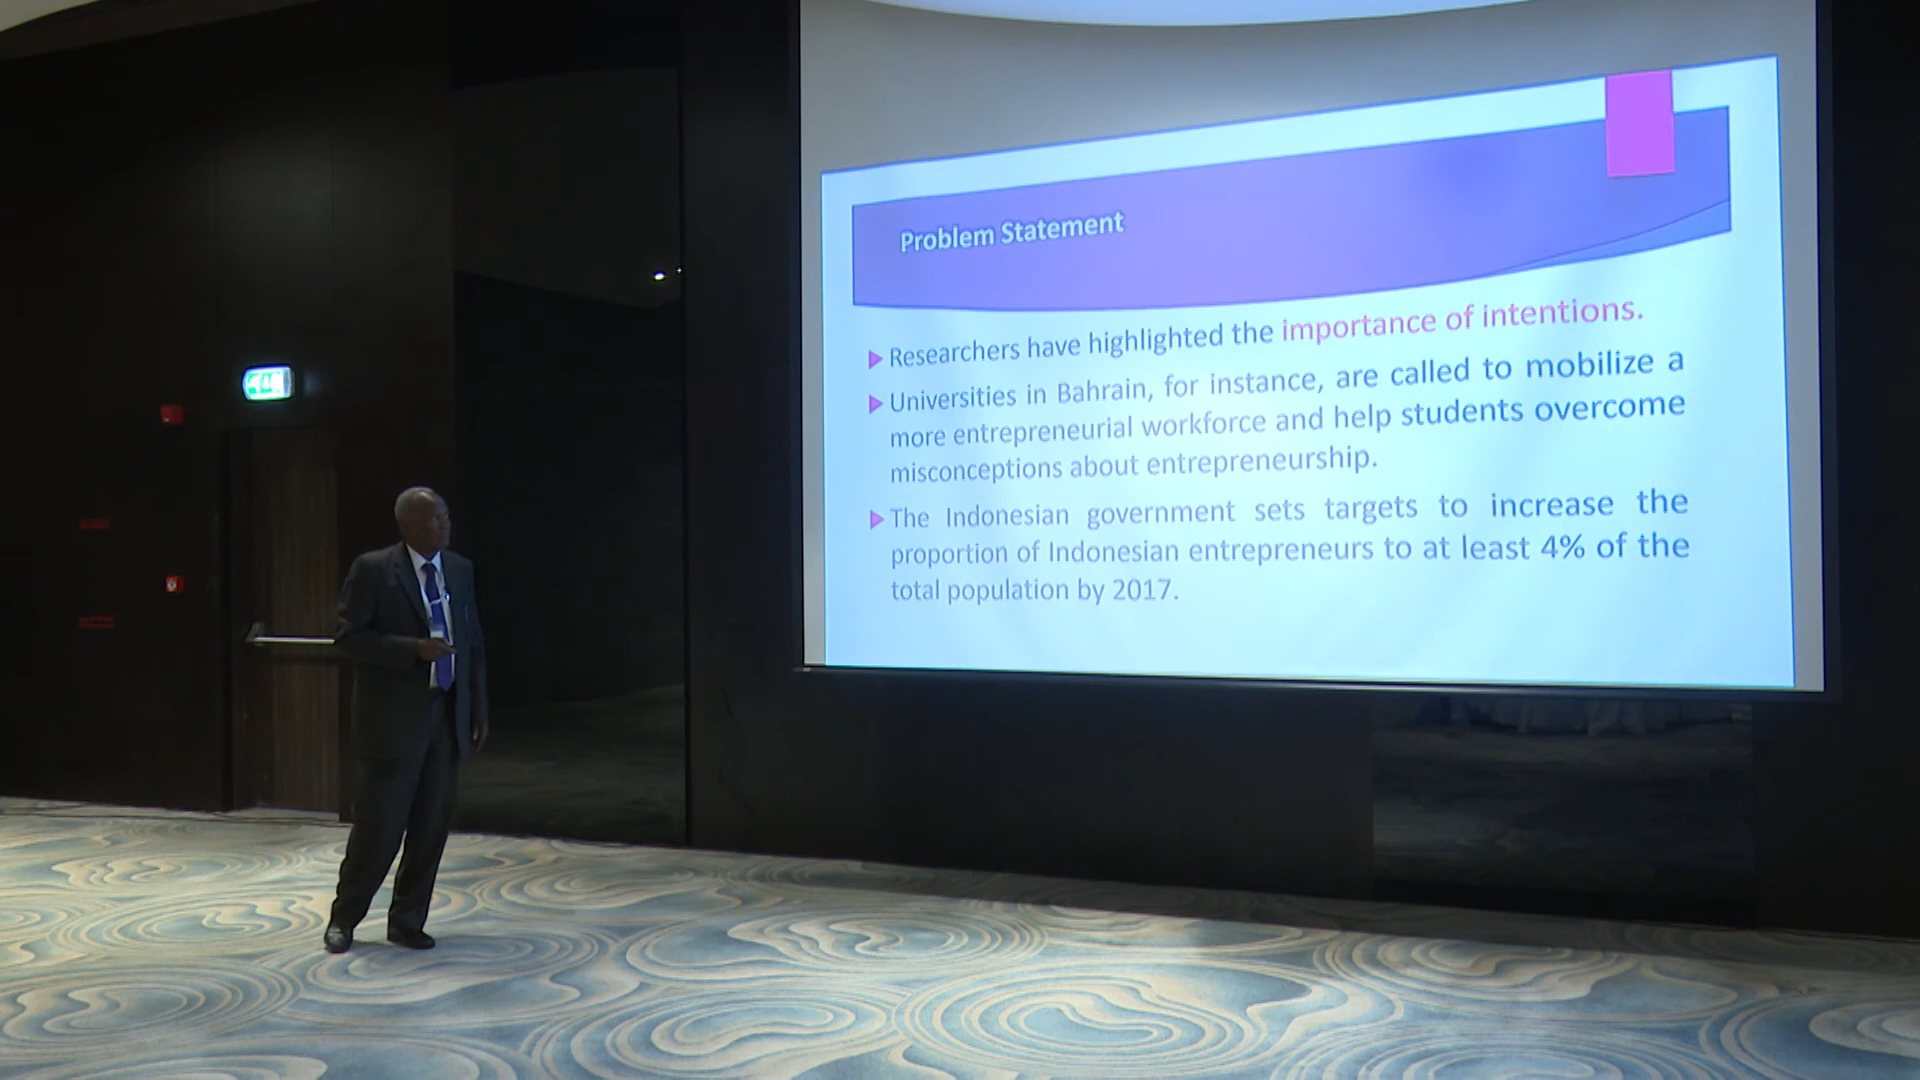 Problem Statement
Researchers have highlighted the importance of intentions.
Universities in Bahrain, for instance, are called to mobilize a
more entrepreneurial workforce and help students overcome
misconceptions about entrepreneurship.
The Indonesian government sets targets to increase the
proportion of Indonesian entrepreneurs to at least 4% of the
total population by 2017.